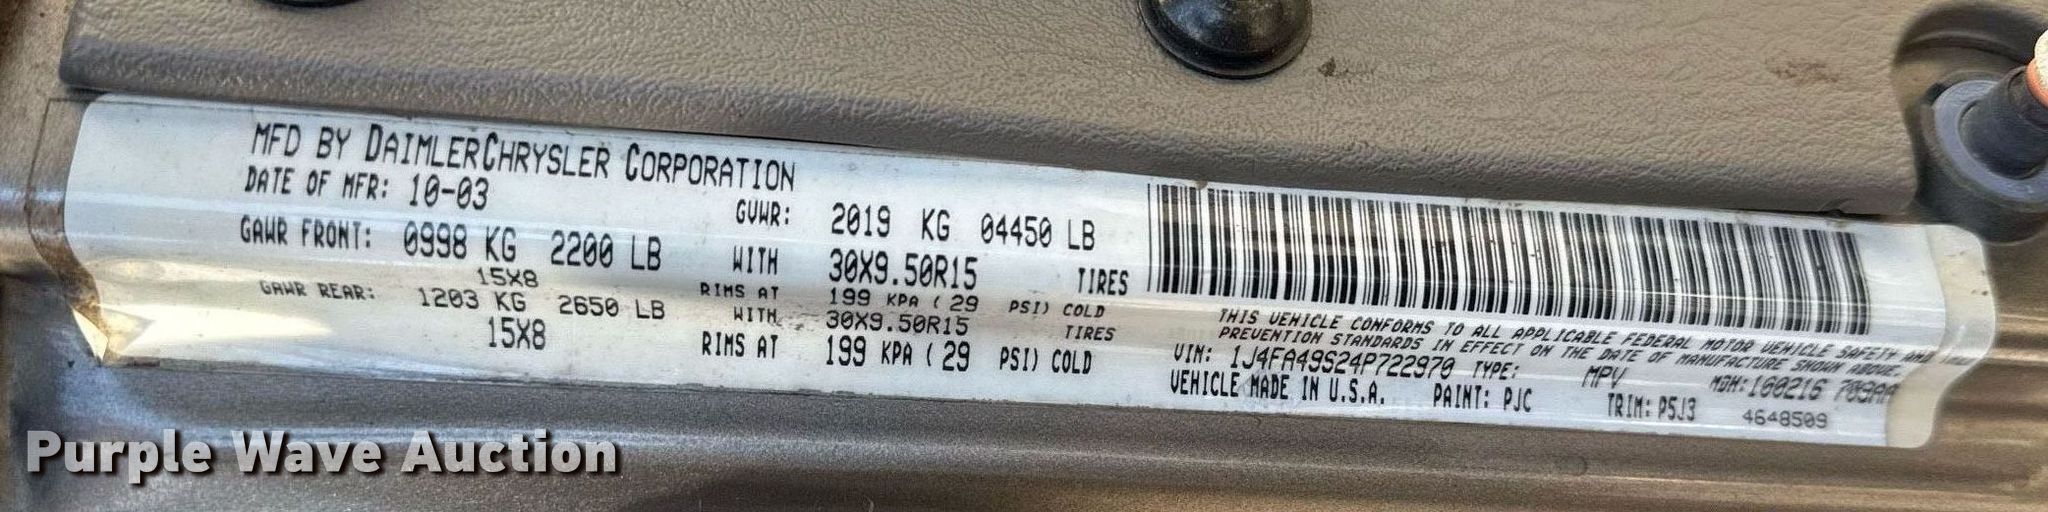 MFD BY DAIMLERCHRYSLER CORPORATION
DATE OF MFR: 10-03 GVWR: 2019 KG 04450 LB
GAWR FRONT: 0998 KG 2200 LB WITH 30X9.50R15 TIRES
15X8 RIMS AT 199 KPA ( 29 PSI) COLD
GAWR REAR: 1203 KG 2650 LB WITH 30X9.50R15 TIRES
15X8 RIMS AT 199 KPA ( 29 PSI) COLD
THIS VEHICLE CONFORMS TO ALL APPLICABLE FEDERAL MOTOR VEHICLE SAFETY AND
PREVENTION STANDARDS IN EFFECT ON THE DATE OF MANUFACTURE SHOWN ABOVE.
VIN: 1J4FA49S24P722970 TYPE: MPV MDH: 100216 709AA
VEHICLE MADE IN U.S.A. PAINT: PJC TRIM: P5J3 4648509
Purple Wave Auction